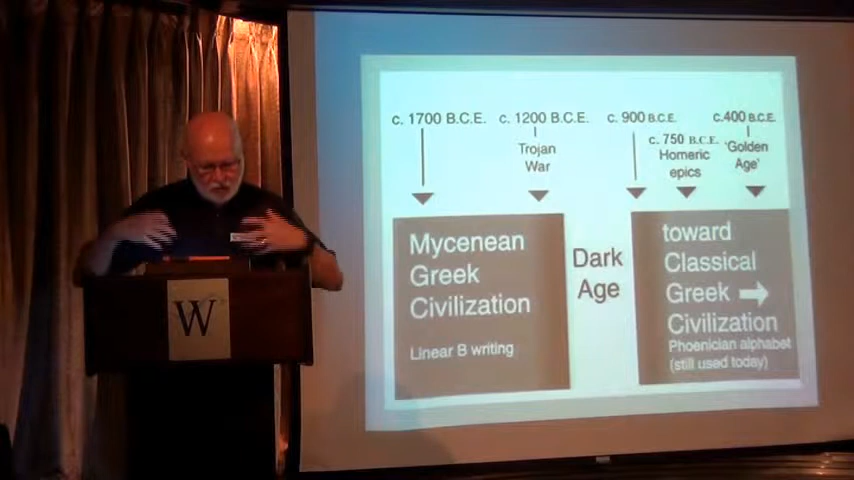 c. 1700 B.C.E. c. 1200 B.C.E. c. 900 B.C.E. c.400 B.C.E.
Trojan
War
c. 750 B.C.E.
Homeric
epics
'Golden
Age'
Mycenean
Greek
Civilization
Linear B writing
Dark
Age
toward
Classical
Greek
Civilization
Phoenician alphabet
(still used today)
W